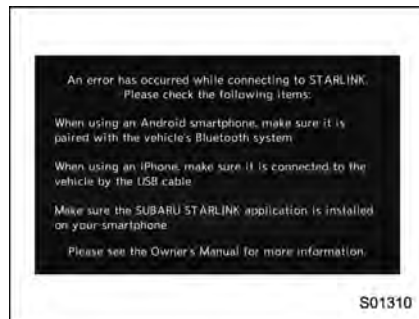 An error has occurred while connecting to STARLINK.
Please check the following items:
When using an Android smartphone, make sure it is
paired with the vehicle's Bluetooth system
When using an iPhone, make sure it is connected to the
vehicle by the USB cable
Make sure the SUBARU STARLINK application is installed
on your smartphone
Please see the Owner's Manual for more information.
S01310